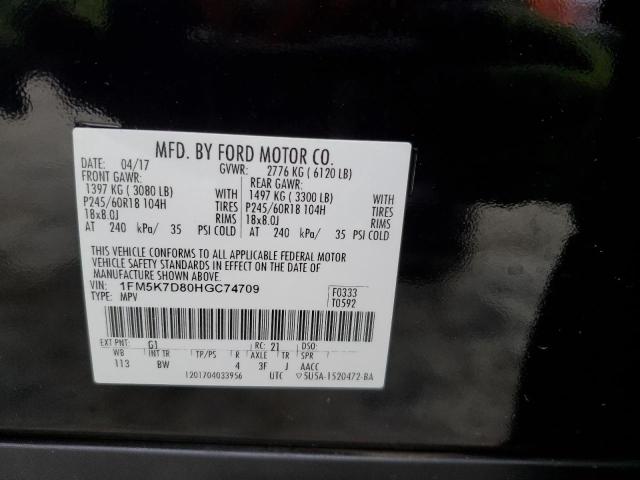 MFD. BY FORD MOTOR CO.
DATE: 04/17 GVWR: 2776 KG ( 6120 LB)
FRONT GAWR: REAR GAWR:
1397 KG ( 3080 LB) WITH 1497 KG ( 3300 LB) WITH
P245/60R18 104H TIRES P245/60R18 104H TIRES
18x8.0J RIMS 18x8.0J RIMS
AT 240 kPa/ 35 PSI COLD AT 240 kPa/ 35 PSI COLD
THIS VEHICLE CONFORMS TO ALL APPLICABLE FEDERAL MOTOR
VEHICLE SAFETY STANDARDS IN EFFECT ON THE DATE OF
MANUFACTURE SHOWN ABOVE.
VIN: 1FM5K7D80HGC74709 F0333
TYPE: MPV T0592
EXT PNT: G1 RC: 21 DSO:
WB INT TR TP/PS R AXLE TR SPR
113 BW 4 3F J AACC
1201704033956 UTC ▽5U5A-1520472-BA